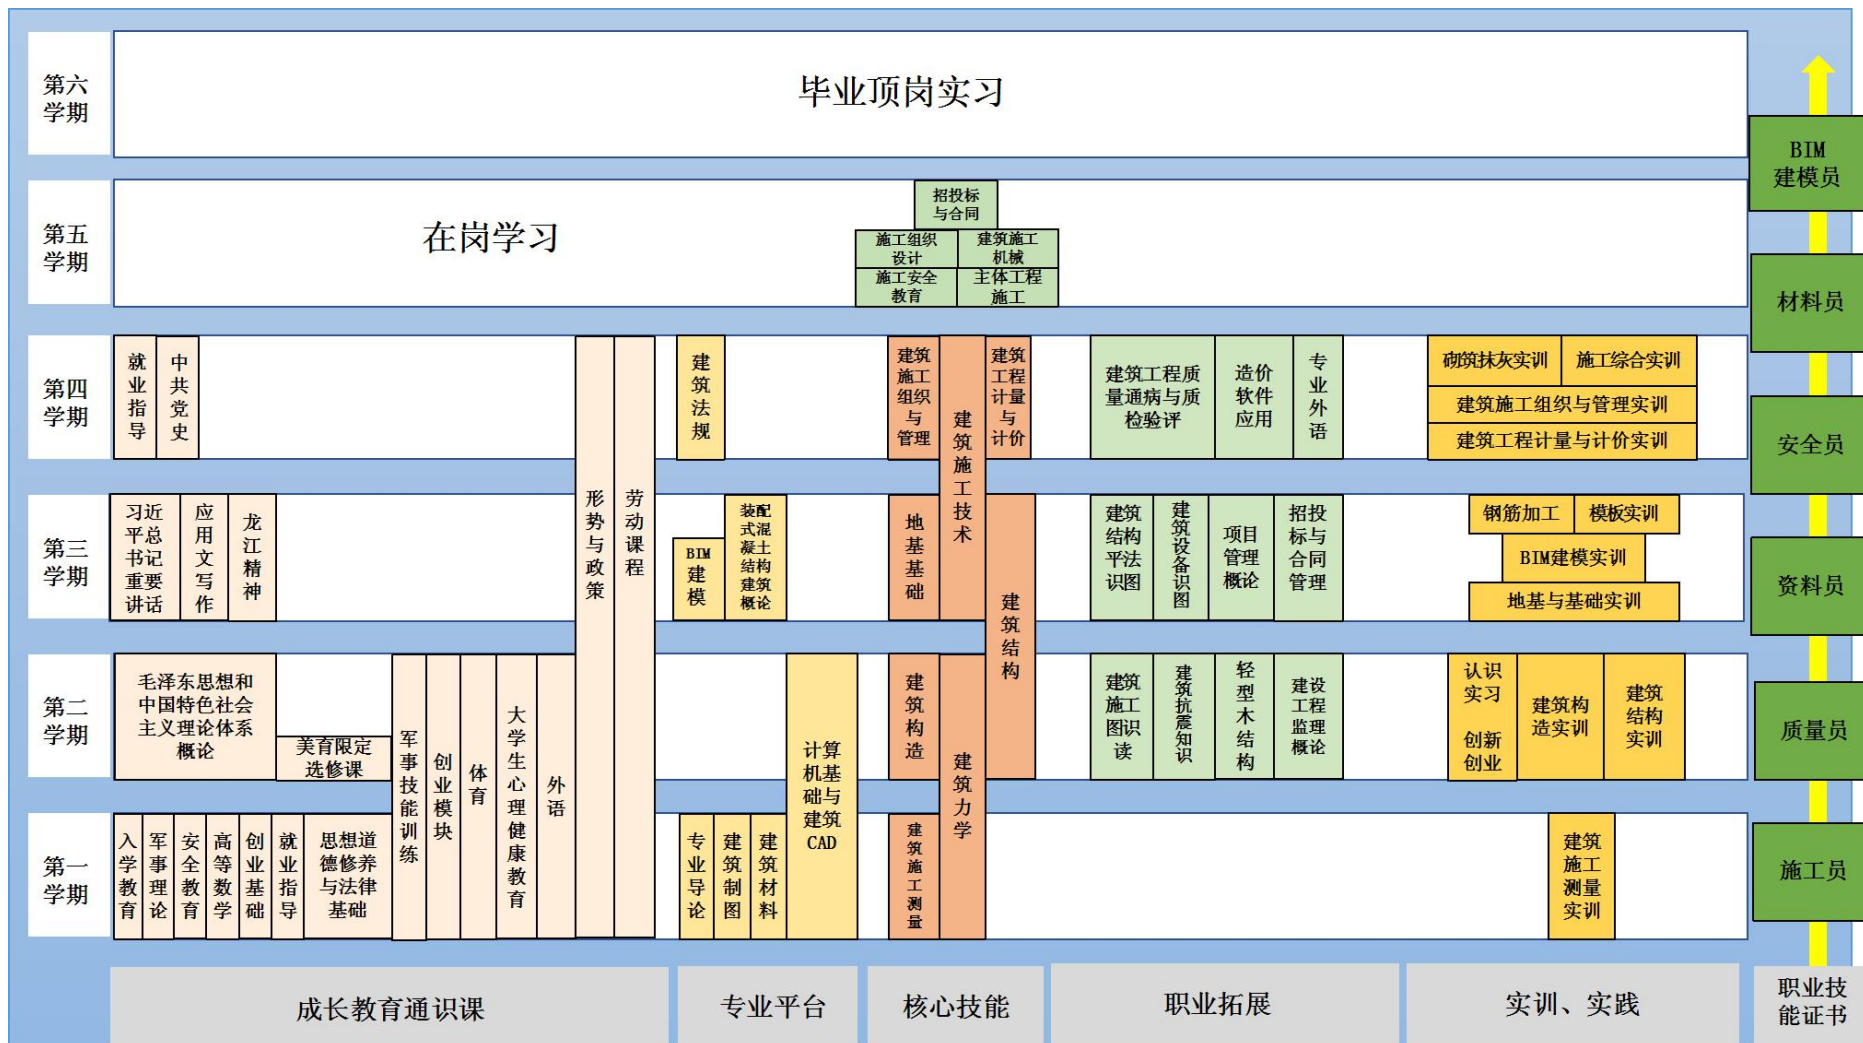 第六
学期
毕业顶岗实习
BIM
建模员
第五
学期
在岗学习
招投标
与合同
施工组织
设计
建筑施工
机械
施工安全
教育
主体工程
施工
材料员
第四
学期
就业指导
中共党史
形势与政策
劳动课程
建筑法规
建筑
施工
组织
与
管理
建筑施工技术
建筑
工程
计量
与
计价
建筑工程质
量通病与质
检验评
造价
软件
应用
专业外语
砌筑抹灰实训
施工综合实训
建筑施工组织与管理实训
建筑工程计量与计价实训
安全员
第三
学期
习近
平总
书记
重要
讲话
应用文写作
龙江精神
BIM
建
模
装配
式混
凝土
结构
建筑
概论
地基基础
建筑结构
建筑
结构
平法
识图
建筑设备识图
项目
管理
概论
招投
标与
合同
管理
钢筋加工
模板实训
BIM建模实训
地基与基础实训
资料员
第二
学期
毛泽东思想和
中国特色社会
主义理论体系
概论
美育限定
选修课
军事技能训练
创业模块
体育
大学生心理健康教育
外语
计算
机基
础与
建筑
CAD
建筑构造
建筑力学
建筑
施工
图识
读
建筑抗震知识
轻型木结构
建设
工程
监理
概论
认识
实习
创新
创业
建筑构
造实训
建筑
结构
实训
质量员
第一
学期
入学教育
军事理论
安全教育
高等数学
创业基础
就业指导
思想道
德修养
与法律
基础
专业导论
建筑制图
建筑材料
建筑施工测量
建筑
施工
测量
实训
施工员
成长教育通识课
专业平台
核心技能
职业拓展
实训、实践
职业技
能证书